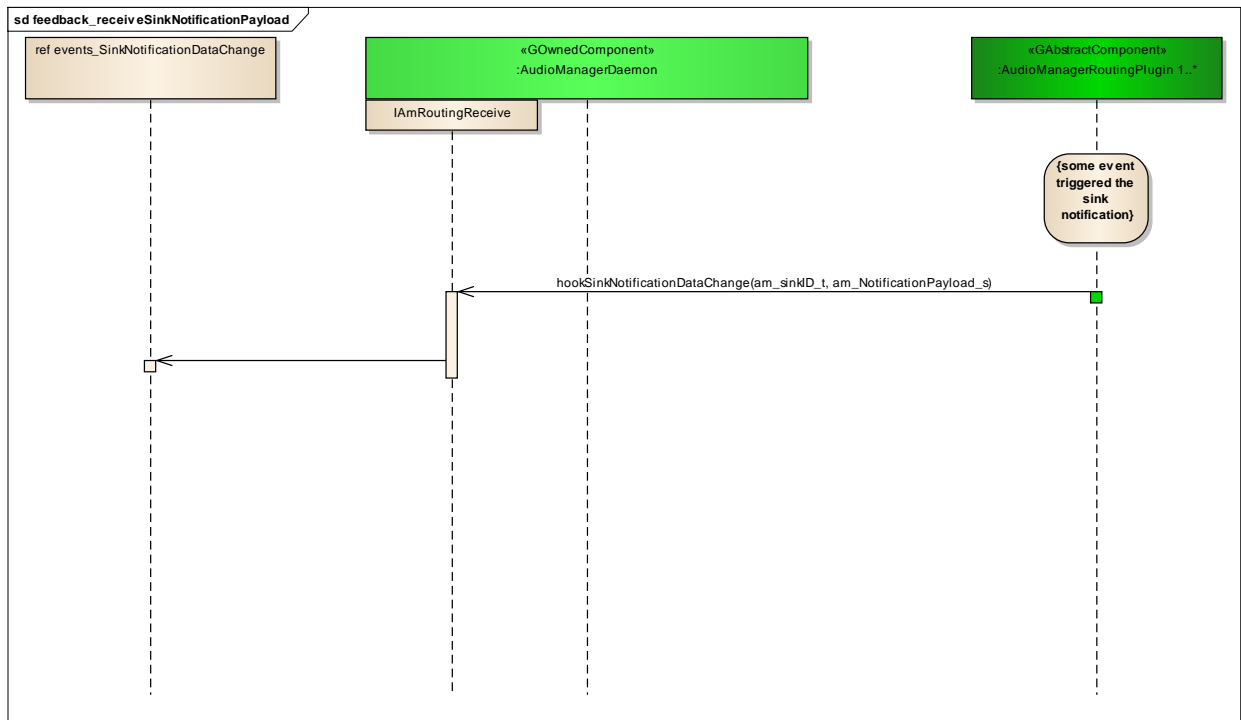 sd feedback_receiveSinkNotificationPayload
ref events_SinkNotificationDataChange
«GOwnedComponent»
:AudioManagerDaemon
«GAbstractComponent»
:AudioManagerRoutingPlugin 1..*
IAmRoutingReceive
{some event
triggered the
sink
notification}
hookSinkNotificationDataChange(am_sinkID_t, am_NotificationPayload_s)